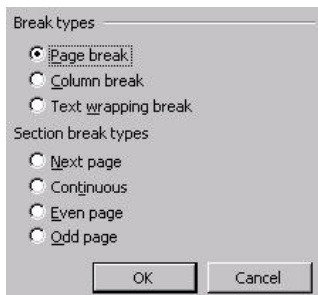 Break types
Page break
Column break
Text wrapping break
Section break types
Next page
Continuous
Even page
Odd page
OK Cancel